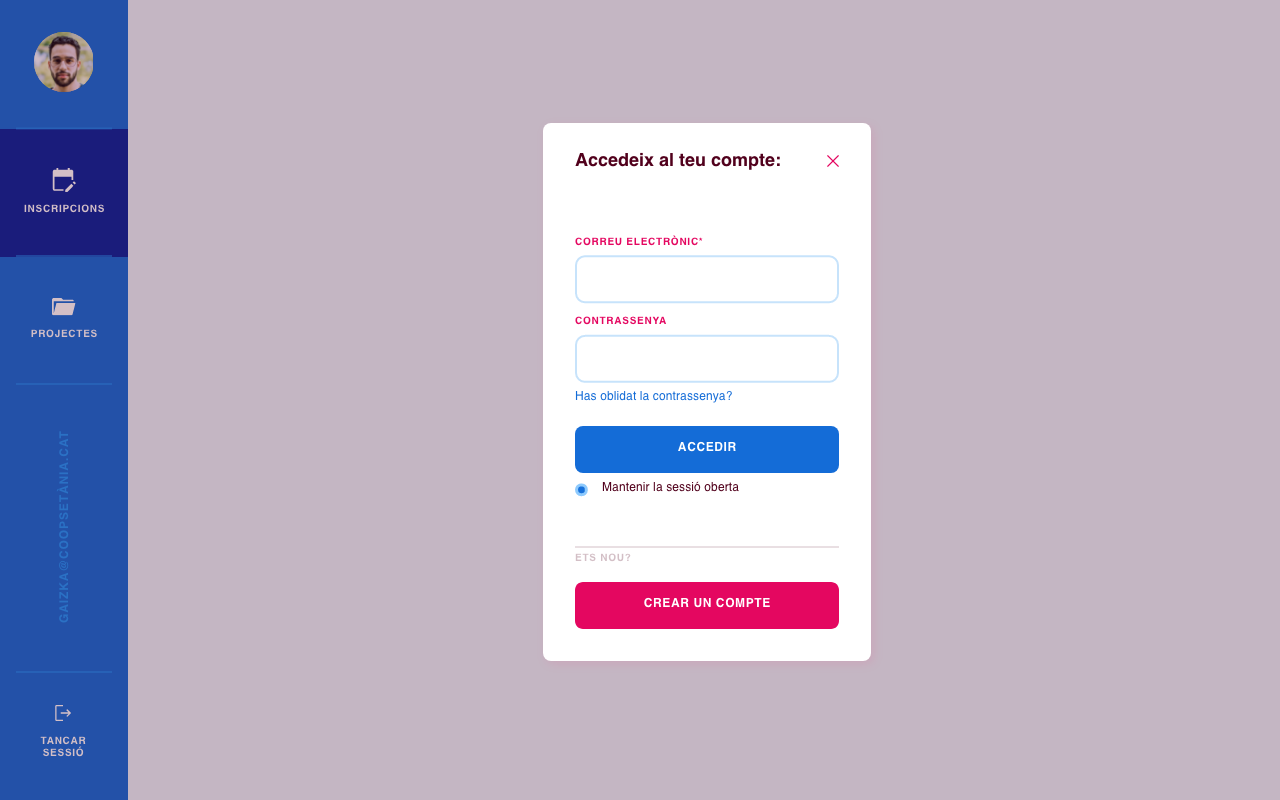 INSCRIPCIONS
PROJECTES
GAIZKA@COOPSETÀNIA.CAT
TANCAR
SESSIÓ
Accedeix al teu compte:
CORREU ELECTRÒNIC*
CONTRASSENYA
Has oblidat la contrassenya?
ACCEDIR
Mantenir la sessió oberta
ETS NOU?
CREAR UN COMPTE